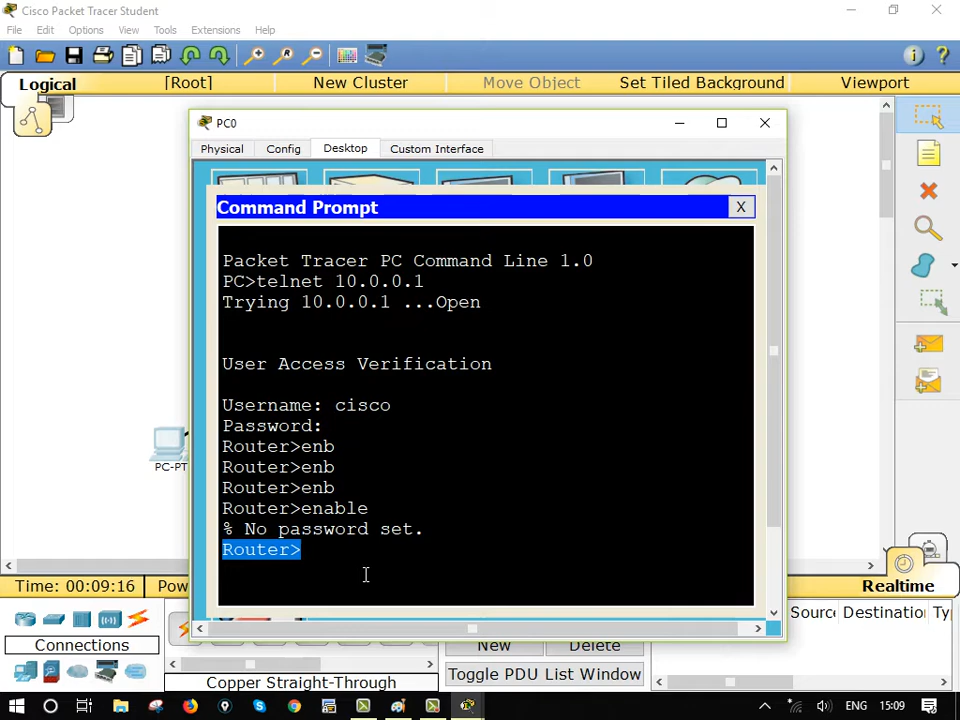 Cisco Packet Tracer Student
File Edit Options View Tools Extensions Help
Logical [Root] New Cluster Move Object Set Tiled Background Viewport
PC0
Physical Config Desktop Custom Interface
Command Prompt X
Packet Tracer PC Command Line 1.0
PC>telnet 10.0.0.1
Trying 10.0.0.1 ...Open
User Access Verification
Username: cisco
Password:
Router>enb
Router>enb
Router>enb
Router>enable
% No password set.
Router>
PC-PT
Time: 00:09:16 Pow
Realtime
Connections
Copper Straight-Through
New Delete
Toggle PDU List Window
Source Destination Ty
ENG 15:09